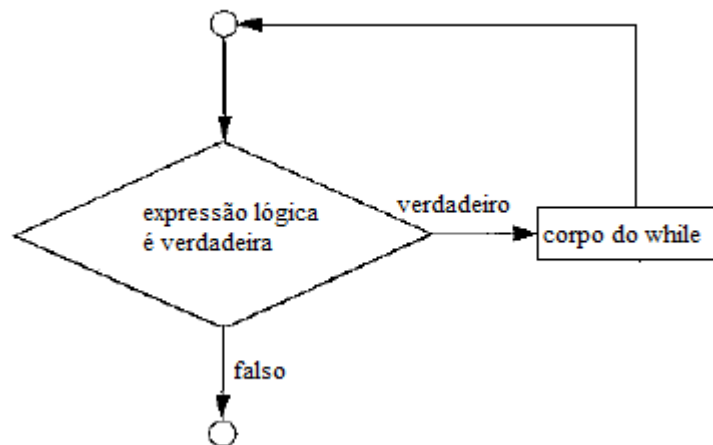 expressão lógica
é verdadeira
verdadeiro
corpo do while
falso